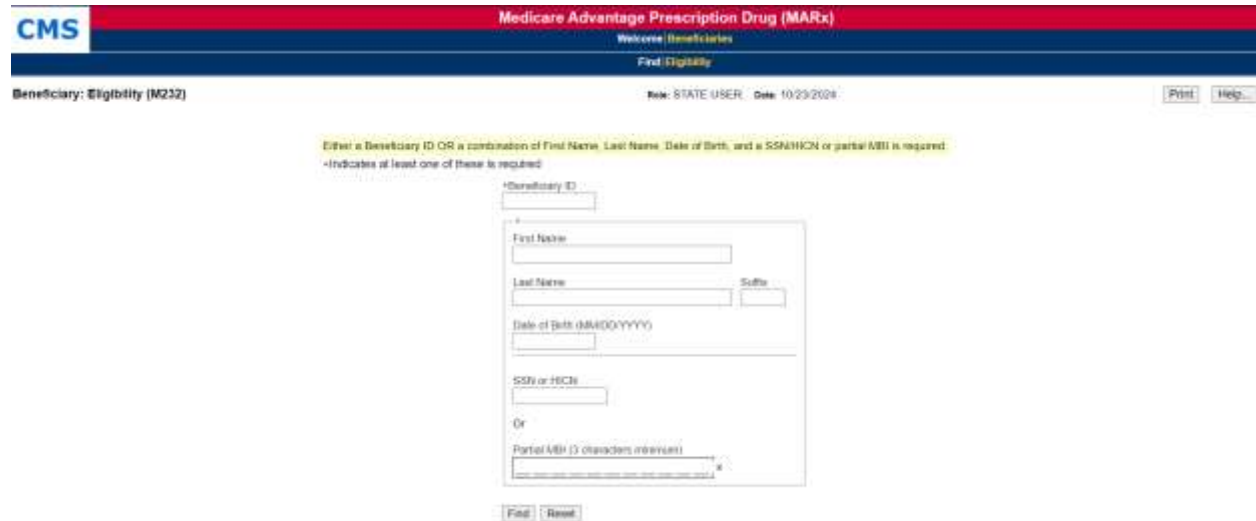 CMS
Medicare Advantage Prescription Drug (MARx)
Welcome | Beneficiaries
Find | Eligibility
Beneficiary: Eligibility (M232)
Role: STATE USER Date: 10/23/2024
Print
Help...
Either a Beneficiary ID OR a combination of First Name, Last Name, Date of Birth, and a SSN/HICN or partial MBI is required.
+Indicates at least one of these is required
+Beneficiary ID
+
First Name
Last Name
Suffix
Date of Birth (MM/DD/YYYY)
SSN or HICN
Or
Partial MBI (3 characters minimum)
Find
Reset